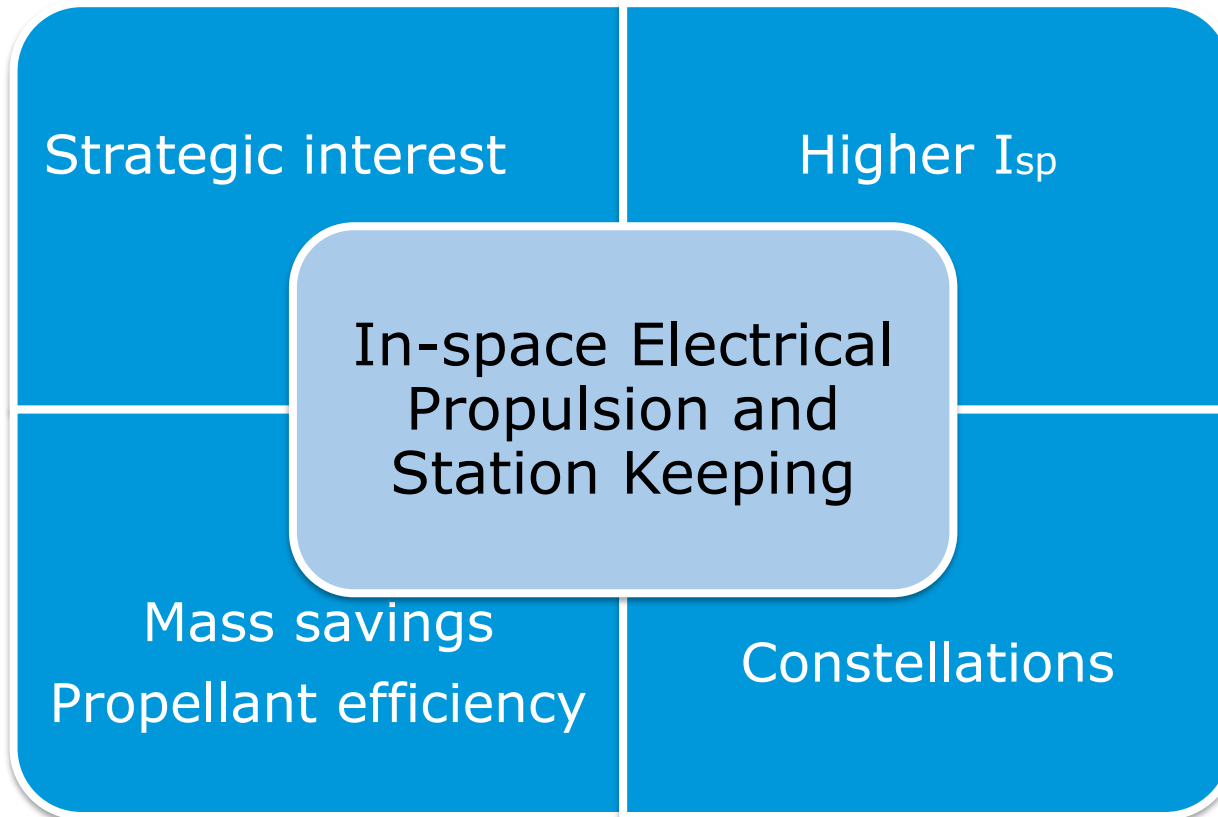 Strategic interest
Higher Isp
In-space Electrical
Propulsion and
Station Keeping
Mass savings
Propellant efficiency
Constellations